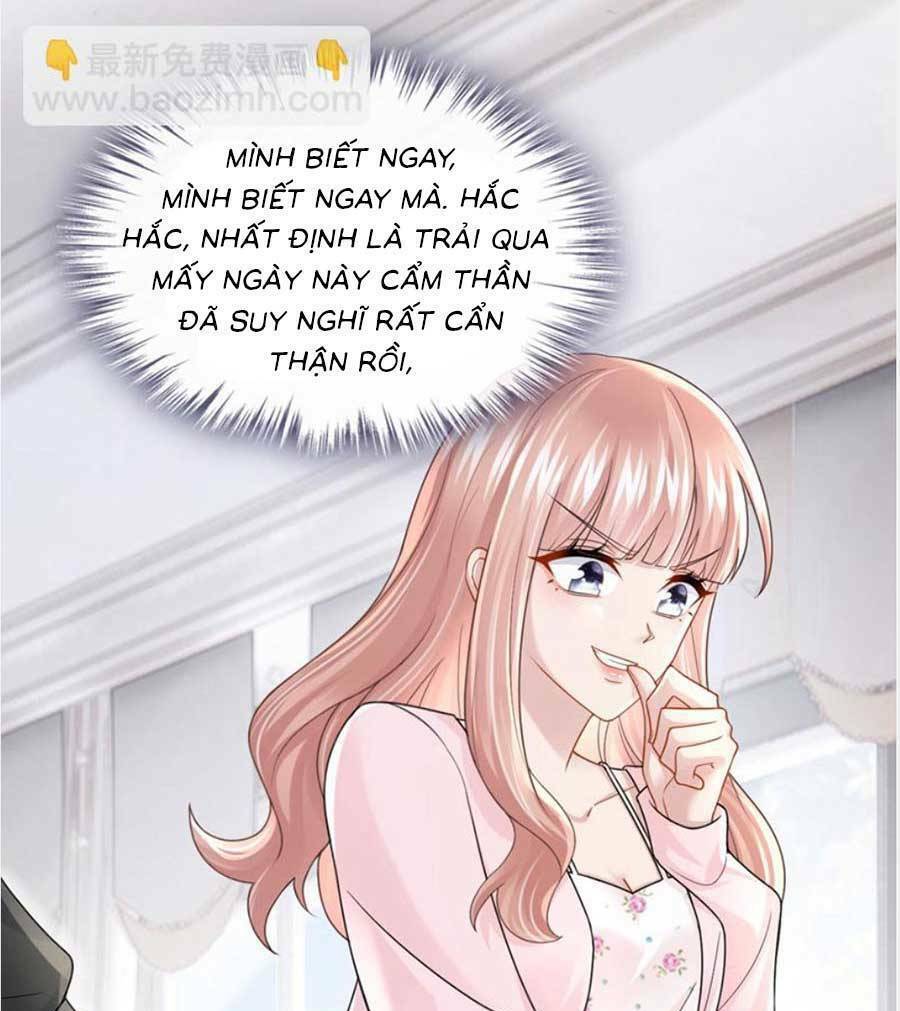 最新免费漫画
www.baozimh.com
MÌNH BIẾT NGAY,
MÌNH BIẾT NGAY MÀ. HẮC
HẮC, NHẤT ĐỊNH LÀ TRẢI QUA
MẤY NGÀY NÀY CẨM THẦN
ĐÃ SUY NGHĨ RẤT CẨN
THẬN RỒI,